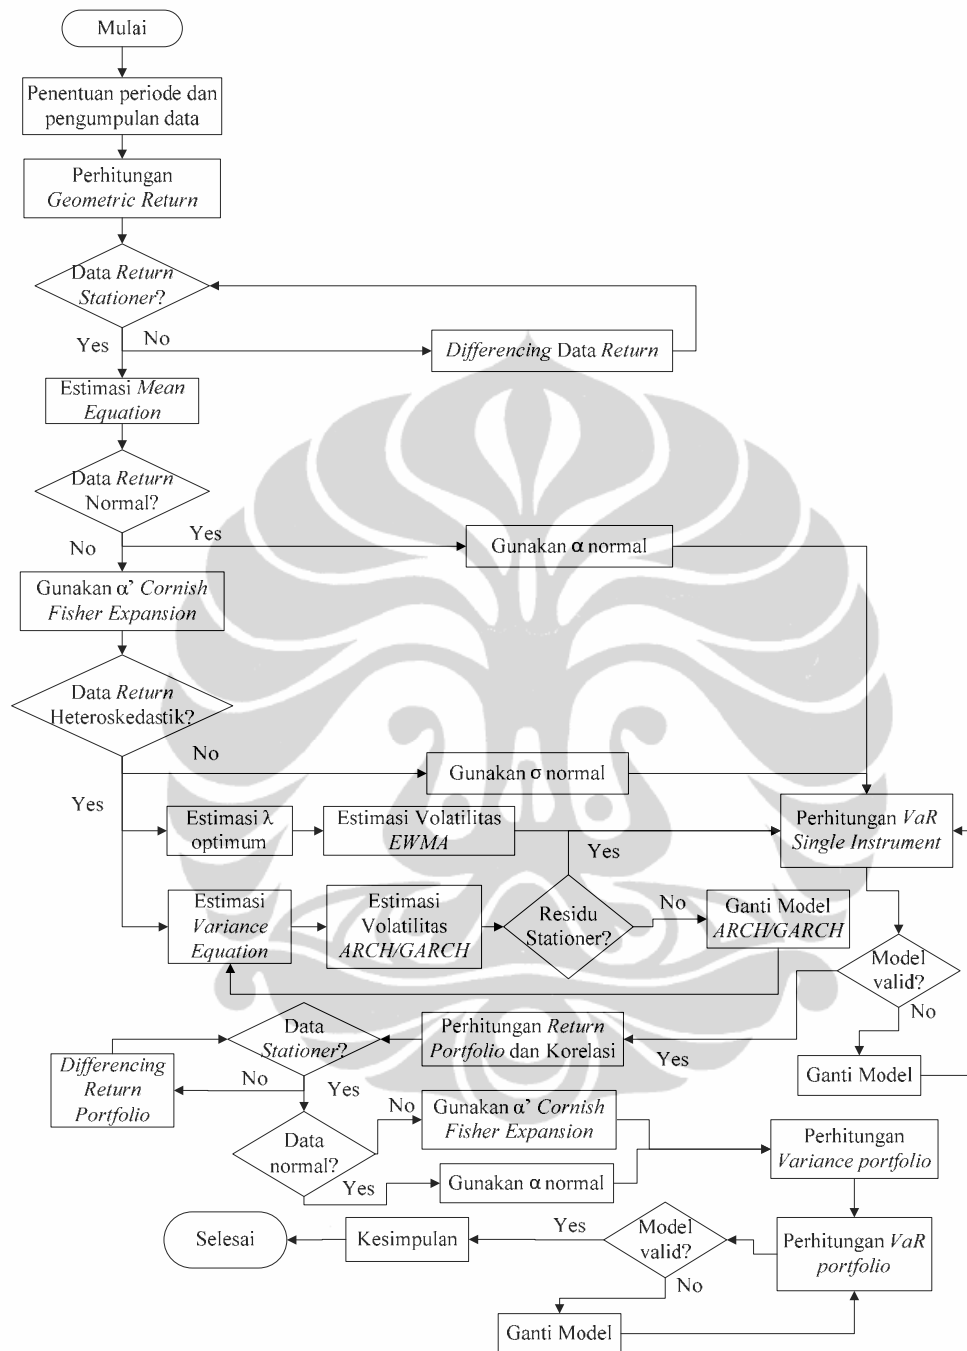 Mulai
Penentuan periode dan
pengumpulan data
Perhitungan
Geometric Return
Data Return
Stationer?
Yes
No
Differencing Data Return
Estimasi Mean
Equation
Data Return
Normal?
Yes
No
Gunakan α normal
Gunakan α’ Cornish
Fisher Expansion
Data Return
Heteroskedastik?
No
Gunakan σ normal
Yes
Estimasi λ
optimum
Estimasi Volatilitas
EWMA
Yes
Perhitungan VaR
Single Instrument
Estimasi
Variance
Equation
Estimasi
Volatilitas
ARCH/GARCH
Residu
Stationer?
No
Ganti Model
ARCH/GARCH
Model
valid?
No
Yes
Ganti Model
Perhitungan Return
Portfolio dan Korelasi
Data
Stationer?
No
Yes
Differencing
Return
Portfolio
Data
normal?
No
Gunakan α’ Cornish
Fisher Expansion
Yes
Gunakan α normal
Perhitungan
Variance portfolio
Perhitungan VaR
portfolio
Model
valid?
Yes
No
Kesimpulan
Selesai
Ganti Model